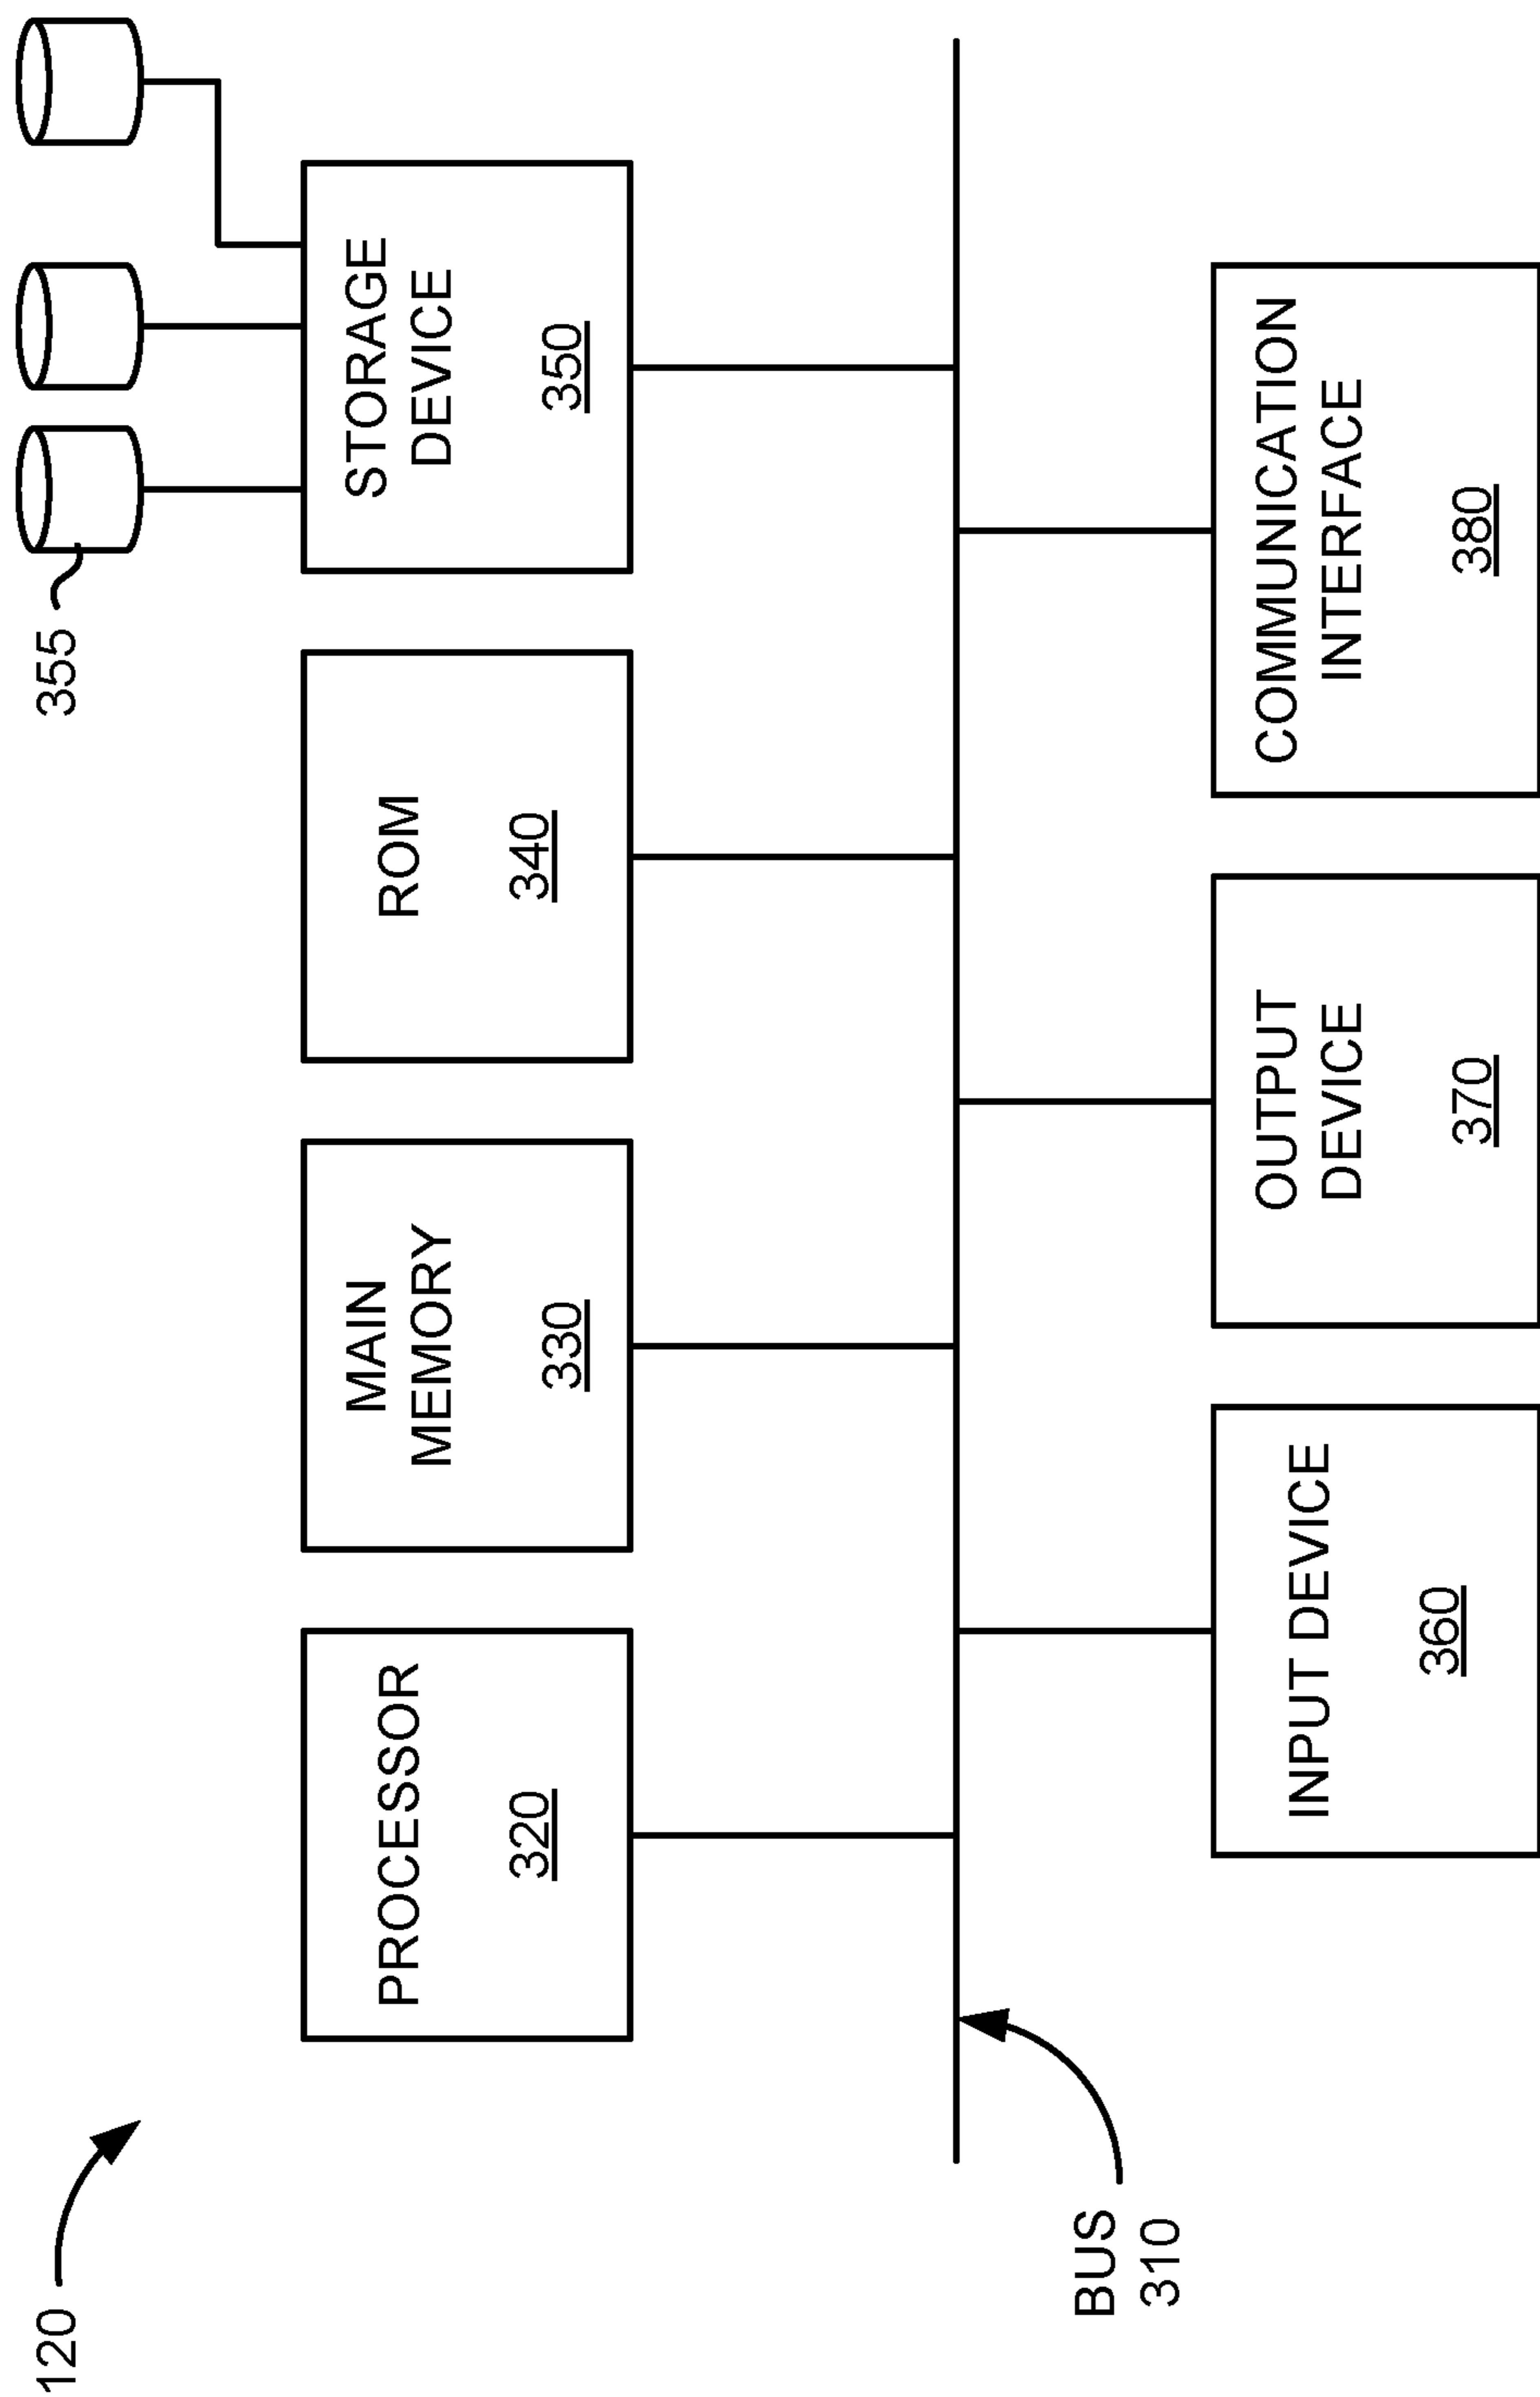 120
355
PROCESSOR
320
MAIN
MEMORY
330
ROM
340
STORAGE
DEVICE
350
BUS
310
INPUT DEVICE
360
OUTPUT
DEVICE
370
COMMUNICATION
INTERFACE
380